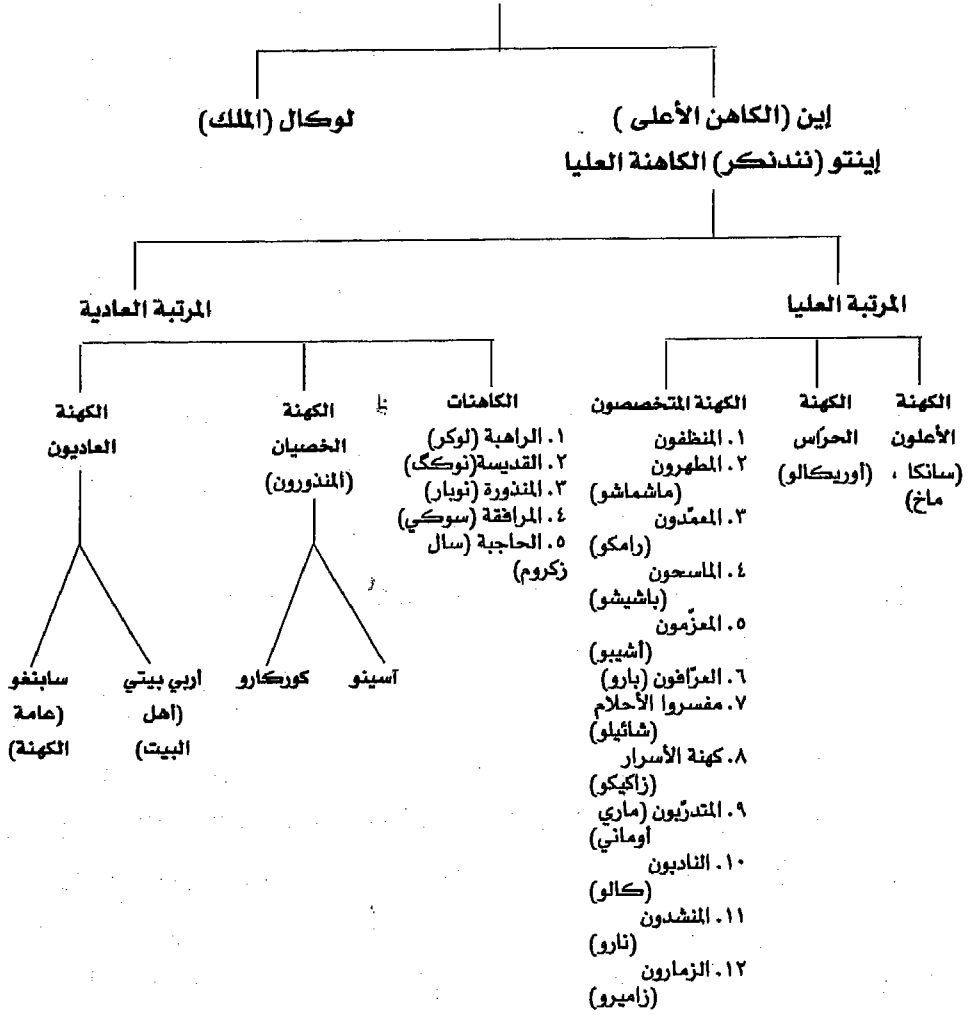 إين (الكاهن الأعلى )
إينتو (نندنكر) الكاهنة العليا
لوكال (الملك)
المرتبة العليا
المرتبة العادية
الكهنة
الأعلون
(سانكا ،
ماخ)
الكهنة
الحرّاس
(أوريكالو)
الكهنة المتخصصون
١. المنظفون
٢. المطهرون
(ماشماشو)
٣. المعمّدون
(رامكو)
٤. الماسحون
(باشيشو)
٥. المعزّمون
(أشيبو)
٦. العرّافون (بارو)
٧. مفسروا الأحلام
(شائيلو)
٨. كهنة الأسرار
(زاكيكو)
٩. المتدرّبون (ماري
أوماني)
١٠. النادبون
(كالو)
١١. المنشدون
(نارو)
١٢. الزمارون
(زاميرو)
الكاهنات
١. الراهبة (لوكر)
٢. القديسة(نوكگ)
٣. المنذورة (نوبار)
٤. المرافقة (سوكي)
٥. الحاجبة (سال
زكروم)
الكهنة
الخصيان
(المنذورون)
آسينو
كوركارو
الكهنة
العاديون
أربي بيتي
(أهل
البيت)
سابنغو
(عامة
الكهنة)